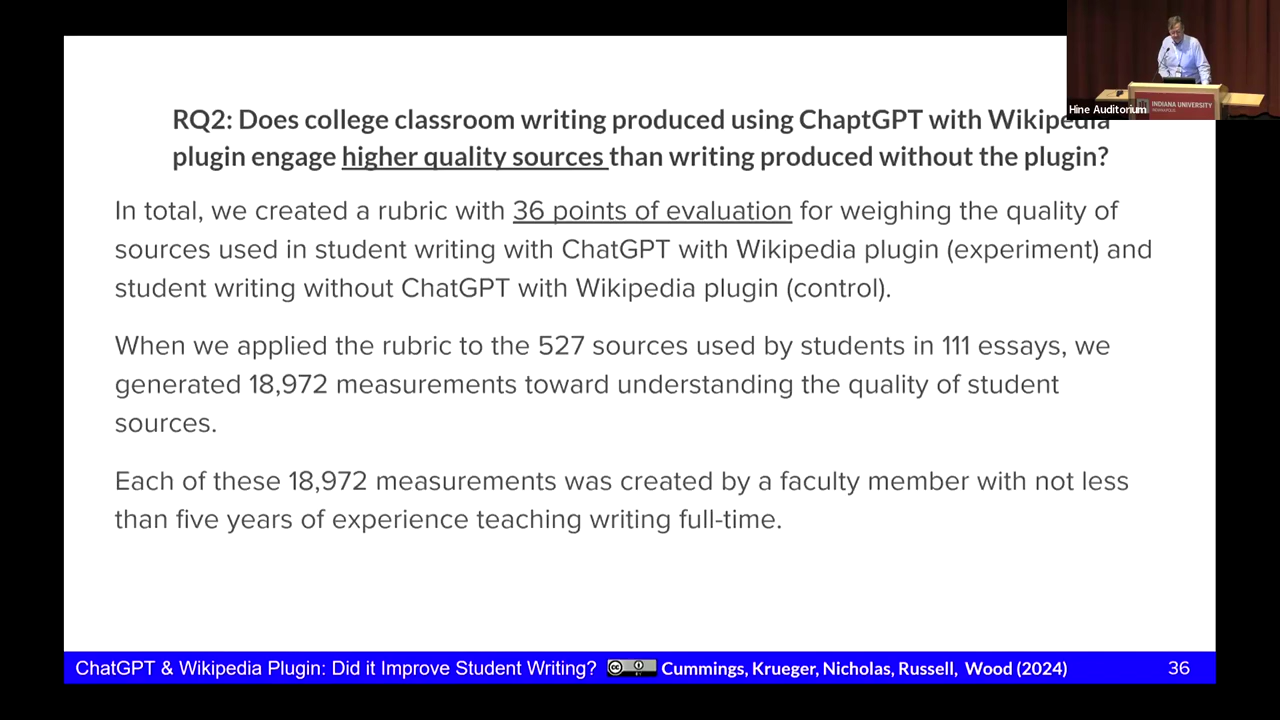 RQ2: Does college classroom writing produced using ChaptGPT with Wikipedia
plugin engage higher quality sources than writing produced without the plugin?
In total, we created a rubric with 36 points of evaluation for weighing the quality of
sources used in student writing with ChatGPT with Wikipedia plugin (experiment) and
student writing without ChatGPT with Wikipedia plugin (control).
When we applied the rubric to the 527 sources used by students in 111 essays, we
generated 18,972 measurements toward understanding the quality of student
sources.
Each of these 18,972 measurements was created by a faculty member with not less
than five years of experience teaching writing full-time.
ChatGPT & Wikipedia Plugin: Did it Improve Student Writing? cc BY Cummings, Krueger, Nicholas, Russell, Wood (2024) 36
Hine Auditorium
INDIANA UNIVERSITY
INDIANAPOLIS